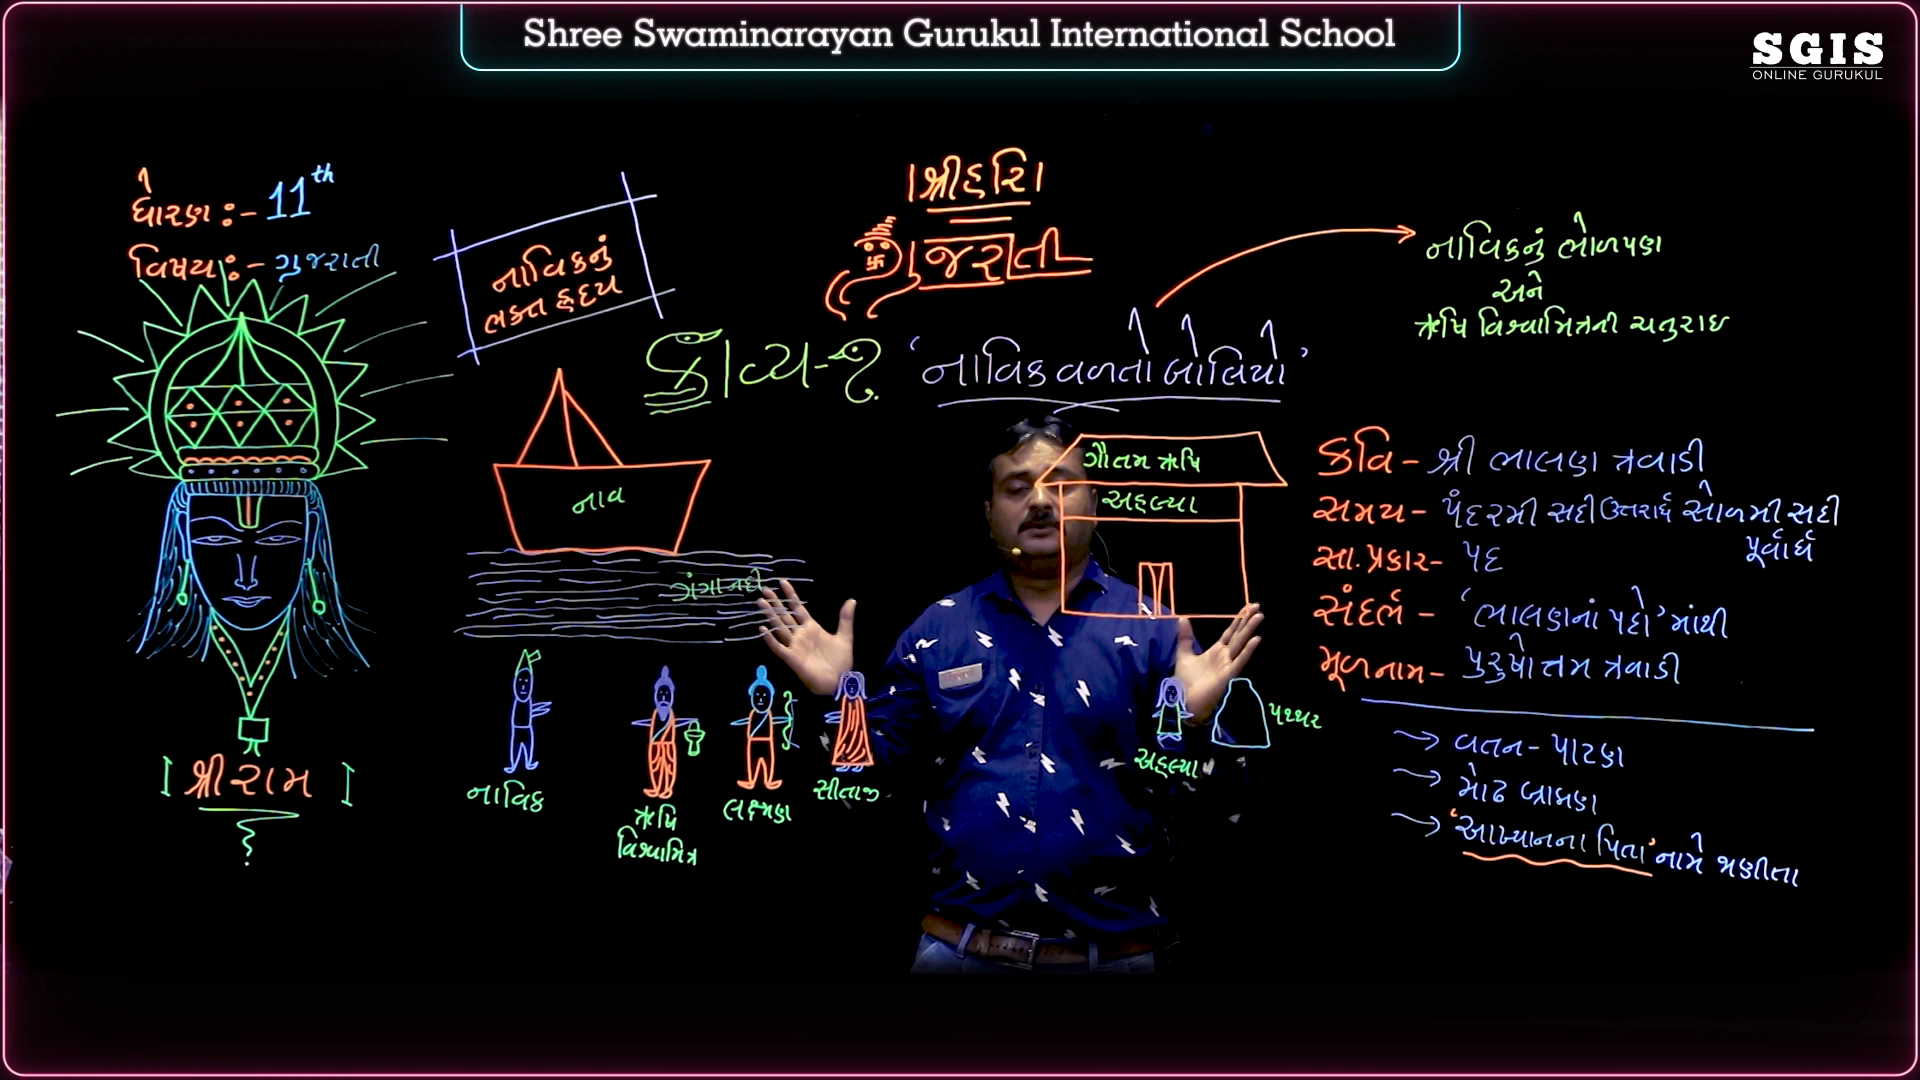 Shree Swaminarayan Gurukul International School
SGIS
ONLINE GURUKUL
ધોરણ :- 11th
વિષય :- ગુજરાતી
નાવિકનું
ભક્ત હૃદય
।શ્રીહરિ।
ગુજરાતી
નાવિકનું ભોળપણ
અને
ઋષિ વિશ્વામિત્રની ચતુરાઇ
કાવ્ય-૨ 'નાવિક વળતો બોલિયો'
નાવ
ગંગા નદી
ગૌતમ ઋષિ
અહલ્યા
કવિ - શ્રી ભાલણ ત્રવાડી
સમય - પંદરમી સદી ઉત્તરાર્ધ સોળમી સદી
પૂર્વાર્ધ
સા. પ્રકાર - પદ
સંદર્ભ - 'ભાલણનાં પદો' માંથી
મૂળ નામ - પુરુષોત્તમ ત્રવાડી
→ વતન - પાટણ
→ મોઢ બ્રાહ્મણ
→ 'આખ્યાનના પિતા' નામે જાણીતા
શ્રી રામ
નાવિક
ઋષિ
વિશ્વામિત્ર
લક્ષ્મણ
સીતાજી
અહલ્યા
પથ્થર